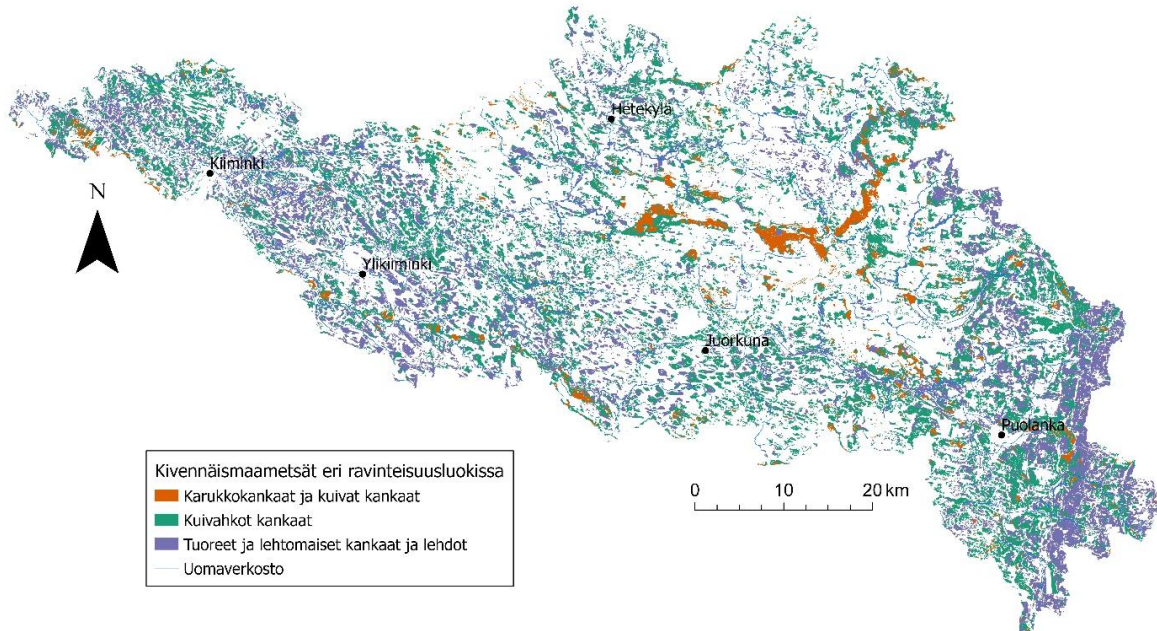 Hetekylä
Kiiminki
N
Ylikiiminki
Juorkuna
Puolanka
Kivennäismaametsät eri ravinteisuusluokissa
Karukkokankaat ja kuivat kankaat
Kuivahkot kankaat
Tuoreet ja lehtomaiset kankaat ja lehdot
Uomaverkosto
0 10 20 km